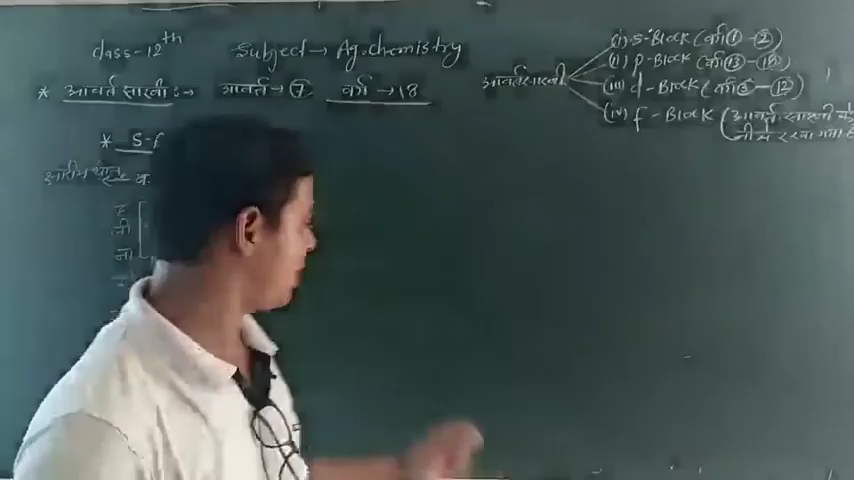 class-12th Subject→Ag.chemistry
* आवर्त सारणी:- आवर्त→⑦ वर्ग→18
आवर्तसारणी
(i) s-Block (वर्ग ①-②)
(ii) p-Block (वर्ग ⑬-⑱)
(iii) d-Block (वर्ग ③-⑫)
(iv) f-Block (आवर्त सारणी
नीचे रखा गया है
* S-
क्षारीय धातु